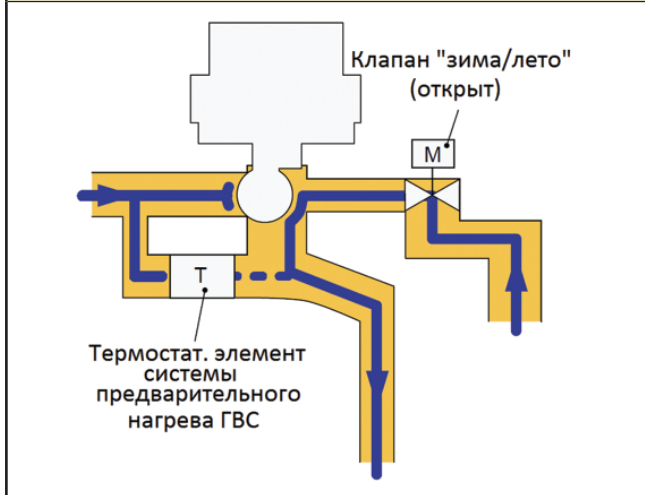 Клапан "зима/лето"
(открыт)
М
Т
Термостат. элемент
системы
предварительного
нагрева ГВС